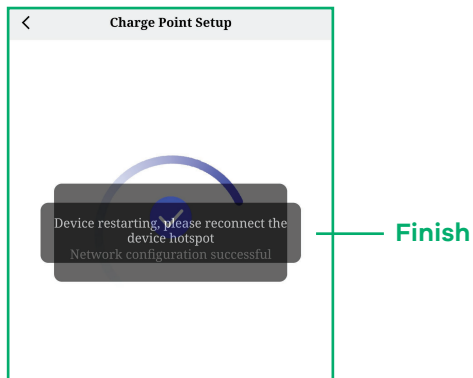 Charge Point Setup
Device restarting, please reconnect the
device hotspot
Network configuration successful
Finish